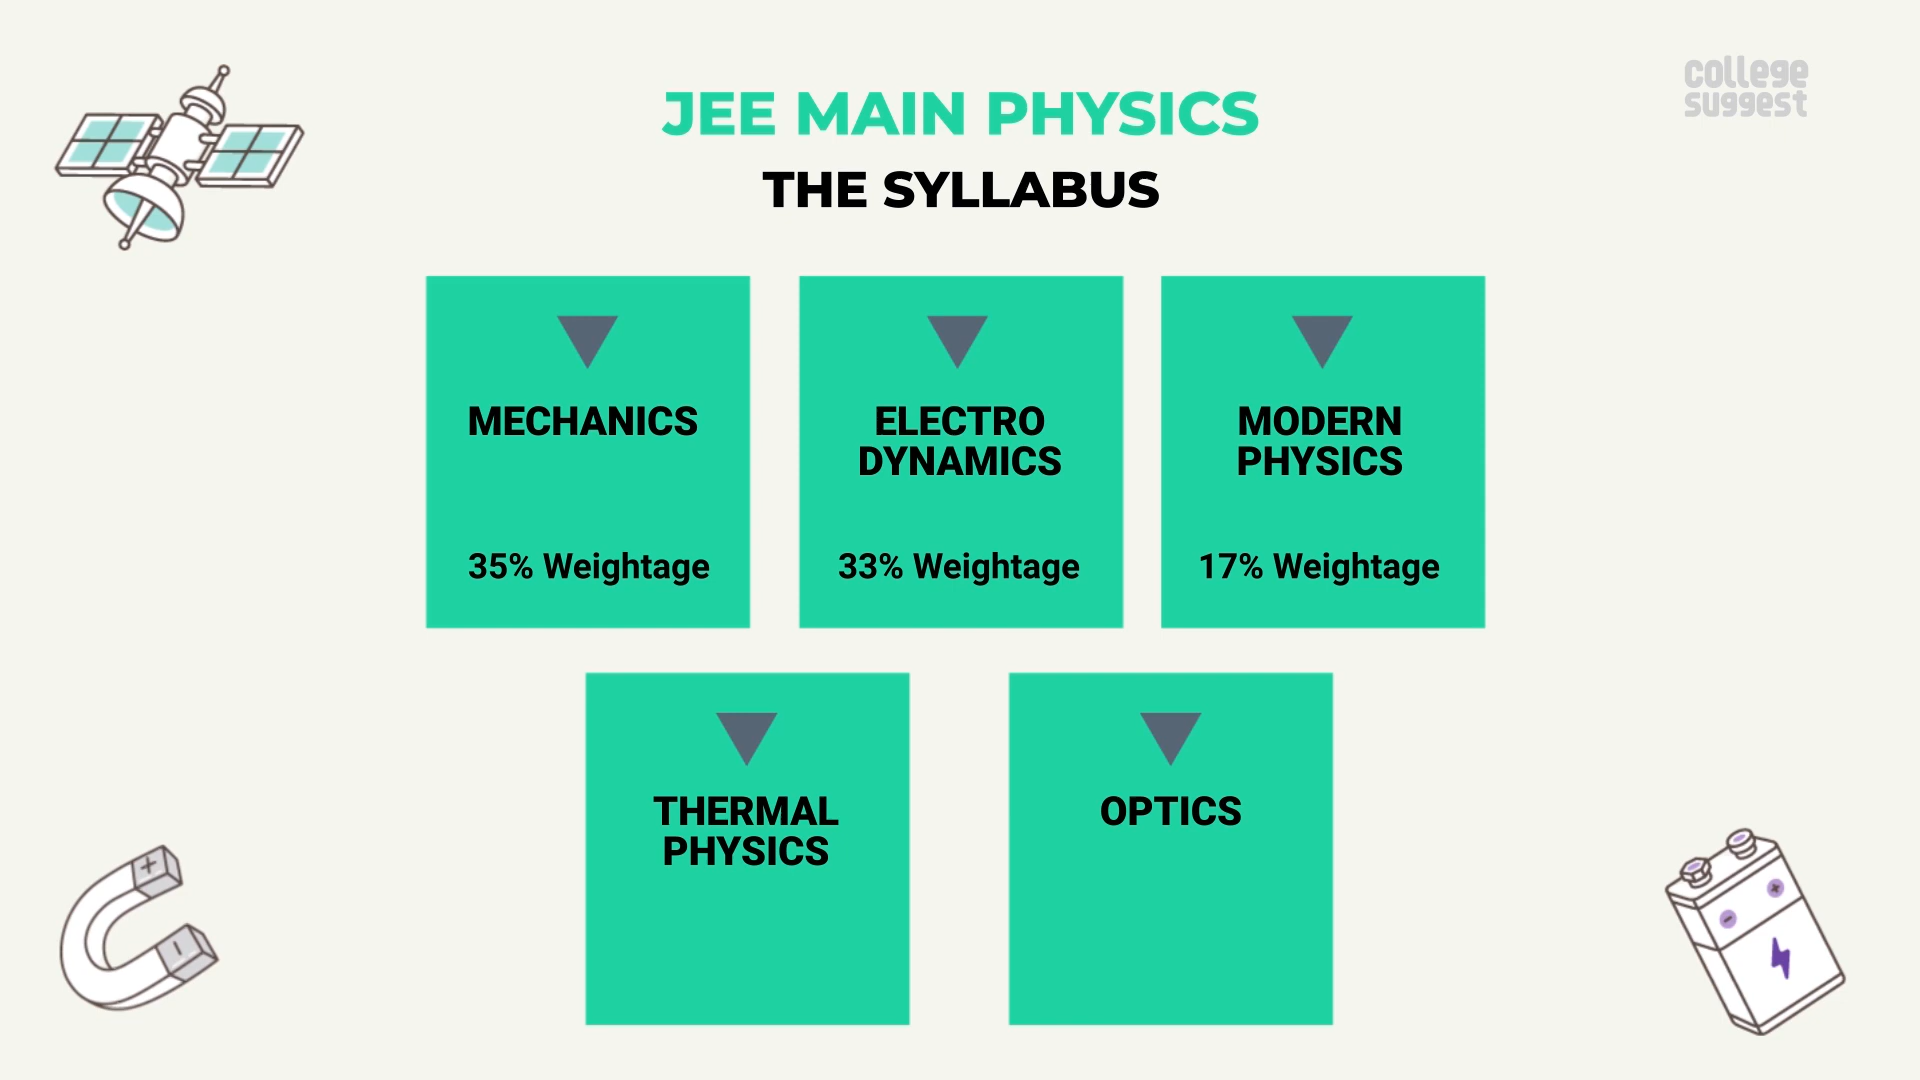 college
suggest
JEE MAIN PHYSICS
THE SYLLABUS
MECHANICS
35% Weightage
ELECTRO
DYNAMICS
33% Weightage
MODERN
PHYSICS
17% Weightage
THERMAL
PHYSICS
OPTICS